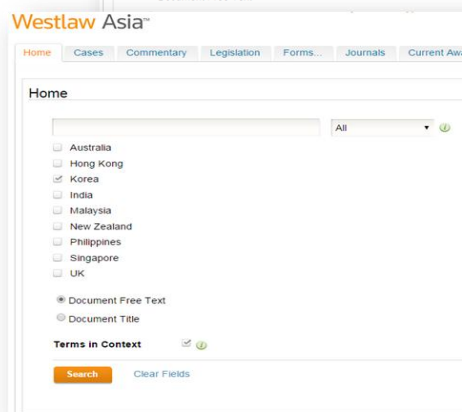 Westlaw Asia™
Home Cases Commentary Legislation Forms... Journals Current Awa
Home
All
Australia
Hong Kong
Korea
India
Malaysia
New Zealand
Philippines
Singapore
UK
Document Free Text
Document Title
Terms in Context
Search Clear Fields